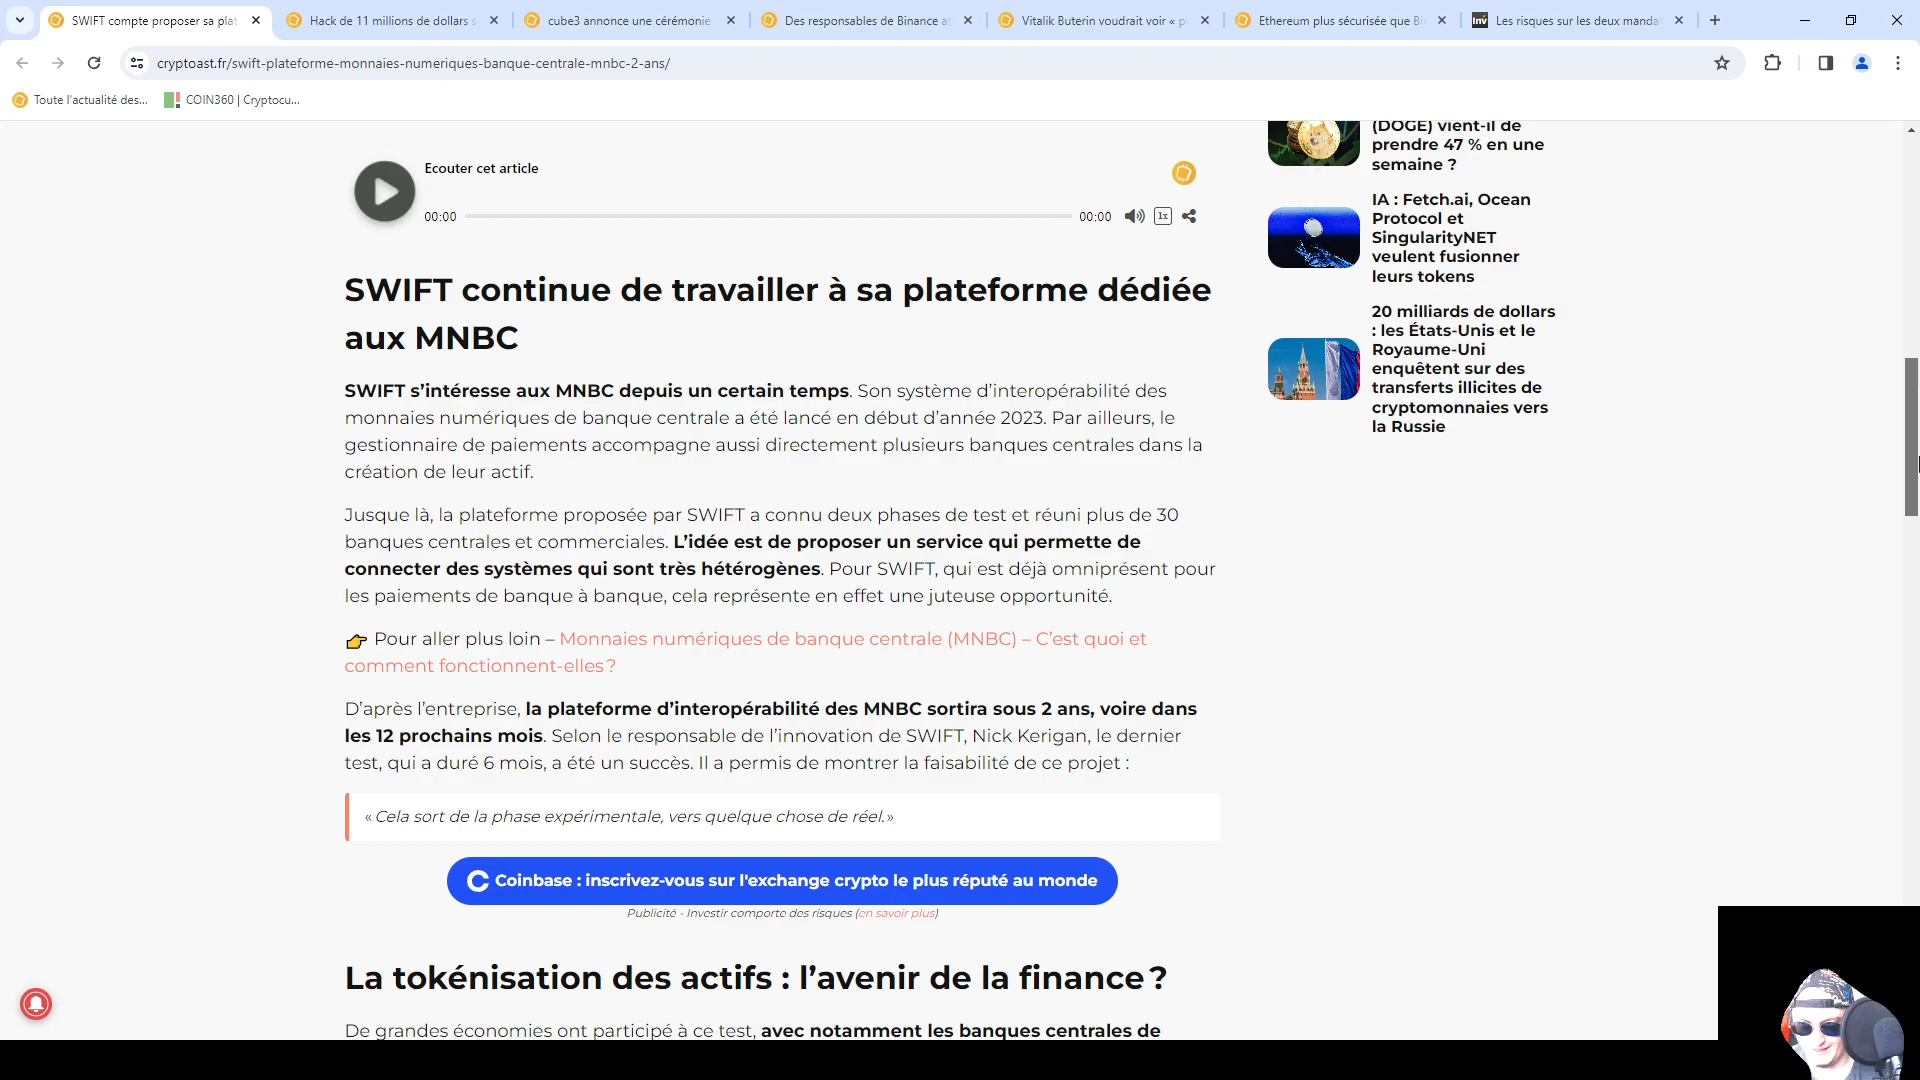 SWIFT compte proposer sa plat
Hack de 11 millions de dollars s
cube3 annonce une cérémonie
Des responsables de Binance at
Vitalik Buterin voudrait voir « p
Ethereum plus sécurisée que Bi
Les risques sur les deux manda
cryptoast.fr/swift-plateforme-monnaies-numeriques-banque-centrale-mnbc-2-ans/
Toute l'actualité des...
COIN360 | Cryptocu...
Ecouter cet article
00:00
00:00
1x
SWIFT continue de travailler à sa plateforme dédiée
aux MNBC
SWIFT s’intéresse aux MNBC depuis un certain temps. Son système d’interopérabilité des
monnaies numériques de banque centrale a été lancé en début d’année 2023. Par ailleurs, le
gestionnaire de paiements accompagne aussi directement plusieurs banques centrales dans la
création de leur actif.
Jusque là, la plateforme proposée par SWIFT a connu deux phases de test et réuni plus de 30
banques centrales et commerciales. L’idée est de proposer un service qui permette de
connecter des systèmes qui sont très hétérogènes. Pour SWIFT, qui est déjà omniprésent pour
les paiements de banque à banque, cela représente en effet une juteuse opportunité.
👉 Pour aller plus loin – Monnaies numériques de banque centrale (MNBC) – C’est quoi et
comment fonctionnent-elles ?
D’après l’entreprise, la plateforme d’interopérabilité des MNBC sortira sous 2 ans, voire dans
les 12 prochains mois. Selon le responsable de l’innovation de SWIFT, Nick Kerigan, le dernier
test, qui a duré 6 mois, a été un succès. Il a permis de montrer la faisabilité de ce projet :
« Cela sort de la phase expérimentale, vers quelque chose de réel. »
Coinbase : inscrivez-vous sur l'exchange crypto le plus réputé au monde
Publicité - Investir comporte des risques (en savoir plus)
La tokénisation des actifs : l’avenir de la finance ?
De grandes économies ont participé à ce test, avec notamment les banques centrales de
(DOGE) vient-il de
prendre 47 % en une
semaine ?
IA : Fetch.ai, Ocean
Protocol et
SingularityNET
veulent fusionner
leurs tokens
20 milliards de dollars
: les États-Unis et le
Royaume-Uni
enquêtent sur des
transferts illicites de
cryptomonnaies vers
la Russie